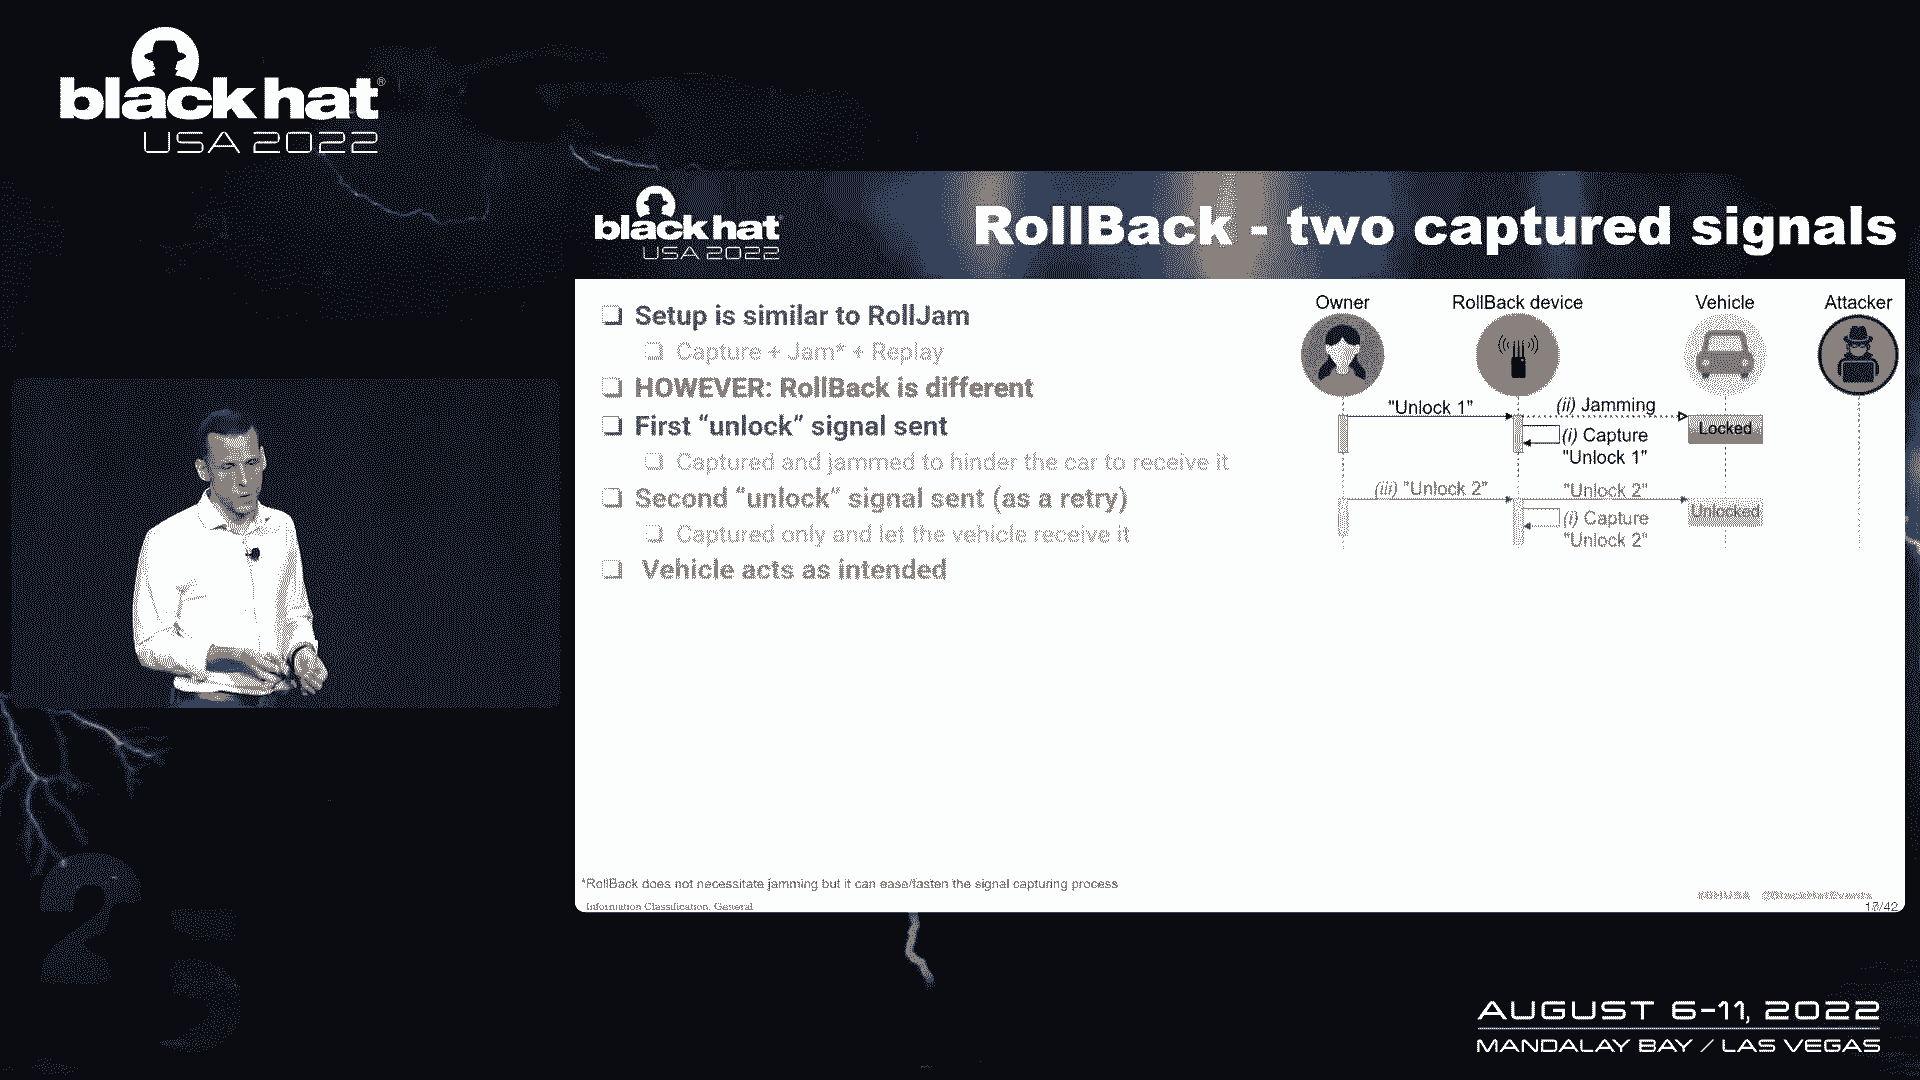 black hat®
USA 2022
black hat
USA 2022
RollBack - two captured signals
Setup is similar to RollJam
Capture + Jam* + Replay
HOWEVER: RollBack is different
First “unlock” signal sent
Captured and jammed to hinder the car to receive it
Second “unlock” signal sent (as a retry)
Captured only and let the vehicle receive it
Vehicle acts as intended
Owner
RollBack device
Vehicle
Attacker
"Unlock 1"
(ii) Jamming
Locked
(i) Capture
"Unlock 1"
(iii) "Unlock 2"
"Unlock 2"
Unlocked
(i) Capture
"Unlock 2"
*RollBack does not necessitate jamming but it can ease/fasten the signal capturing process
Information Classification: General
#BHUSA @BlackHatEvents
/42
25
AUGUST 6-11, 2022
MANDALAY BAY / LAS VEGAS